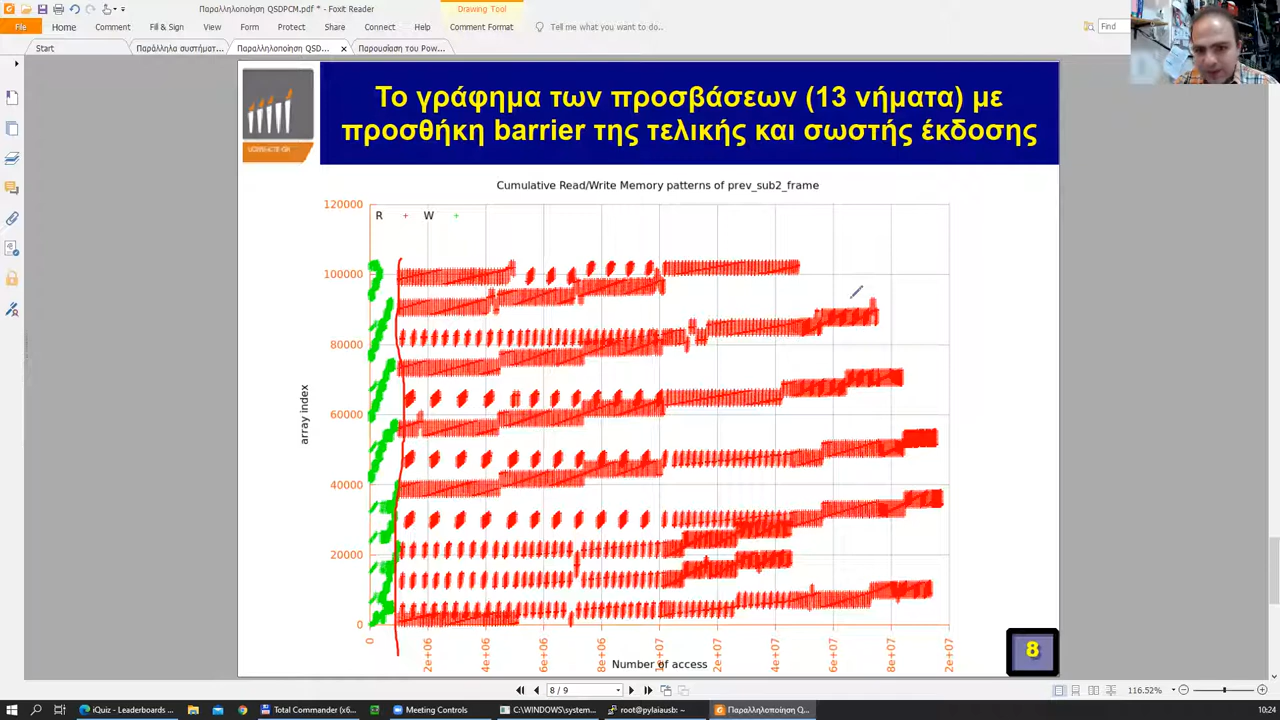 Παραλληλοποίηση QSDPCM.pdf * - Foxit Reader
Drawing Tool
File
Home
Comment
Form
Protect
Share
Connect
Help
Comment Format
Tell me what you want to do...
Find
View
Start
Παράλληλα συστήματ...
Παραλληλοποίηση QSD...
Παρουσίαση του Pow...
Το γράφημα των προσβάσεων (13 νήματα) με
προσθήκη barrier της τελικής και σωστής έκδοσης
Cumulative Read/Write Memory patterns of prev_sub2_frame
R
W
120000
100000
80000
60000
40000
20000
0
array index
0
2e+06
4e+06
6e+06
8e+06
1e+07
1.2e+07
1.4e+07
1.6e+07
1.8e+07
2e+07
Number of access
8
8 / 9
116.52%
iQuiz - Leaderboards ...
Total Commander (x6...
Meeting Controls
C:\WINDOWS\system...
root@pylaiausb: ~
Παραλληλοποίηση Q...
10:24